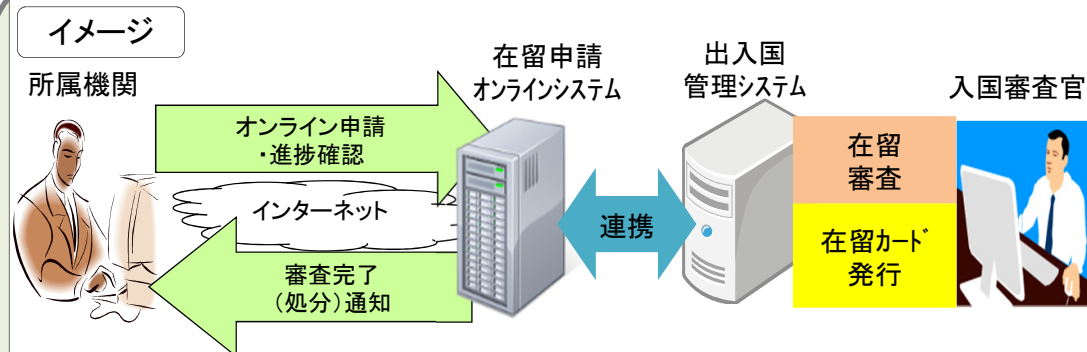 イメージ
所属機関
在留申請
オンラインシステム
出入国
管理システム
入国審査官
オンライン申請
・進捗確認
インターネット
審査完了
（処分）通知
連携
在留
審査
在留カード
発行